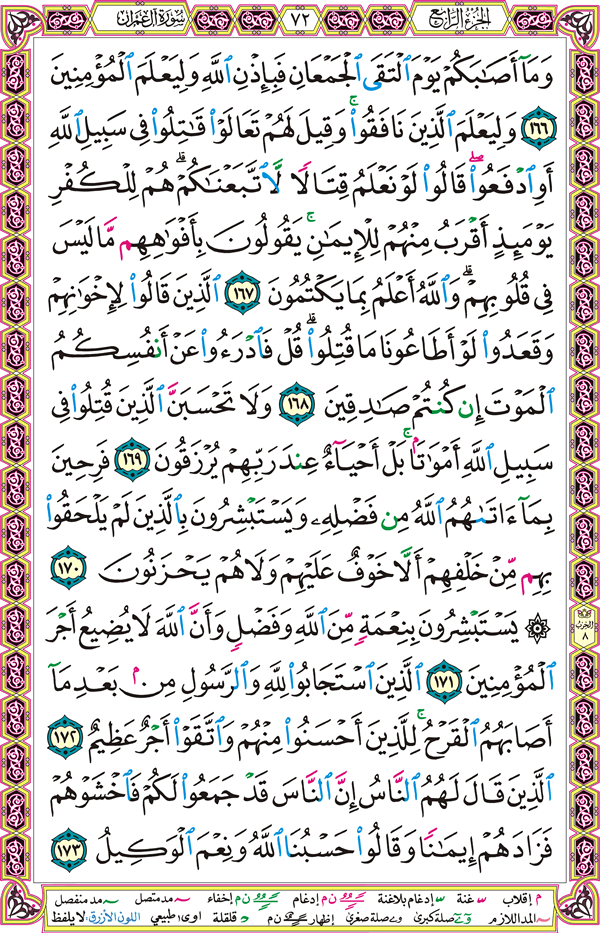 الجزء الرابع ٧٢ سورة آل عمران
وَمَآ أَصَٰبَكُمْ يَوْمَ ٱلْتَقَى ٱلْجَمْعَانِ فَبِإِذْنِ ٱللَّهِ وَلِيَعْلَمَ ٱلْمُؤْمِنِينَ
١٦٦ وَلِيَعْلَمَ ٱلَّذِينَ نَافَقُوا۟ۚ وَقِيلَ لَهُمْ تَعَالَوْا۟ قَٰتِلُوا۟ فِى سَبِيلِ ٱللَّهِ
أَوِ ٱدْفَعُوا۟ۖ قَالُوا۟ لَوْ نَعْلَمُ قِتَالًا لَّٱتَّبَعْنَٰكُمْۗ هُمْ لِلْكُفْرِ
يَوْمَئِذٍ أَقْرَبُ مِنْهُمْ لِلْإِيمَٰنِۚ يَقُولُونَ بِأَفْوَٰهِهِم مَّا لَيْسَ
فِى قُلُوبِهِمْۗ وَٱللَّهُ أَعْلَمُ بِمَا يَكْتُمُونَ ١٦٧ ٱلَّذِينَ قَالُوا۟ لِإِخْوَٰنِهِمْ
وَقَعَدُوا۟ لَوْ أَطَاعُونَا مَا قُتِلُوا۟ۗ قُلْ فَٱدْرَءُوا۟ عَنْ أَنفُسِكُمُ
ٱلْمَوْتَ إِن كُنتُمْ صَٰدِقِينَ ١٦٨ وَلَا تَحْسَبَنَّ ٱلَّذِينَ قُتِلُوا۟ فِى
سَبِيلِ ٱللَّهِ أَمْوَٰتًۢاۚ بَلْ أَحْيَآءٌ عِندَ رَبِّهِمْ يُرْزَقُونَ ١٦٩ فَرِحِينَ
بِمَآ ءَاتَىٰهُمُ ٱللَّهُ مِن فَضْلِهِۦ وَيَسْتَبْشِرُونَ بِٱلَّذِينَ لَمْ يَلْحَقُوا۟
بِهِم مِّنْ خَلْفِهِمْ أَلَّا خَوْفٌ عَلَيْهِمْ وَلَا هُمْ يَحْزَنُونَ ١٧٠
۞ يَسْتَبْشِرُونَ بِنِعْمَةٍ مِّنَ ٱللَّهِ وَفَضْلٍ وَأَنَّ ٱللَّهَ لَا يُضِيعُ أَجْرَ
الحزب ٨
ٱلْمُؤْمِنِينَ ١٧١ ٱلَّذِينَ ٱسْتَجَابُوا۟ لِلَّهِ وَٱلرَّسُولِ مِنۢ بَعْدِ مَآ
أَصَابَهُمُ ٱلْقَرْحُۚ لِلَّذِينَ أَحْسَنُوا۟ مِنْهُمْ وَٱتَّقَوْا۟ أَجْرٌ عَظِيمٌ ١٧٢
ٱلَّذِينَ قَالَ لَهُمُ ٱلنَّاسُ إِنَّ ٱلنَّاسَ قَدْ جَمَعُوا۟ لَكُمْ فَٱخْشَوْهُمْ
فَزَادَهُمْ إِيمَٰنًا وَقَالُوا۟ حَسْبُنَا ٱللَّهُ وَنِعْمَ ٱلْوَكِيلُ ١٧٣
م إقلاب غنة إدغام بلاغنة ن م إدغام ن م إخفاء مد متصل مد منفصل
المد اللازم صلة كبرى صلة صغرى إظهار ن م قلقلة اوى: طبيعي اللون الأزرق: لا يلفظ